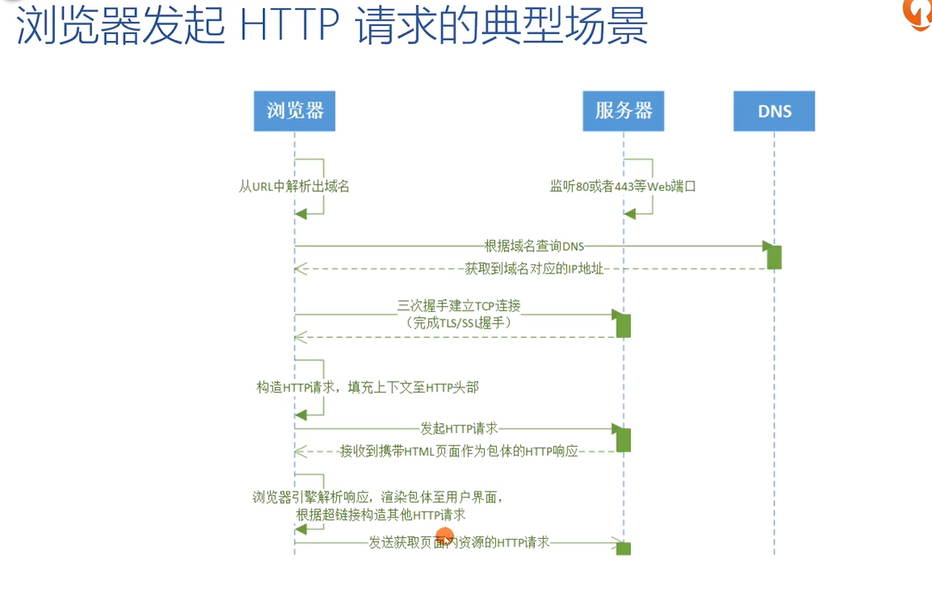 浏览器发起 HTTP 请求的典型场景
浏览器
服务器
DNS
从URL中解析出域名
监听80或者443等Web端口
根据域名查询DNS
获取到域名对应的IP地址
三次握手建立TCP连接
（完成TLS/SSL握手）
构造HTTP请求，填充上下文至HTTP头部
发起HTTP请求
接收到携带HTML页面作为包体的HTTP响应
浏览器引擎解析响应，渲染包体至用户界面，
根据超链接构造其他HTTP请求
发送获取页面内资源的HTTP请求